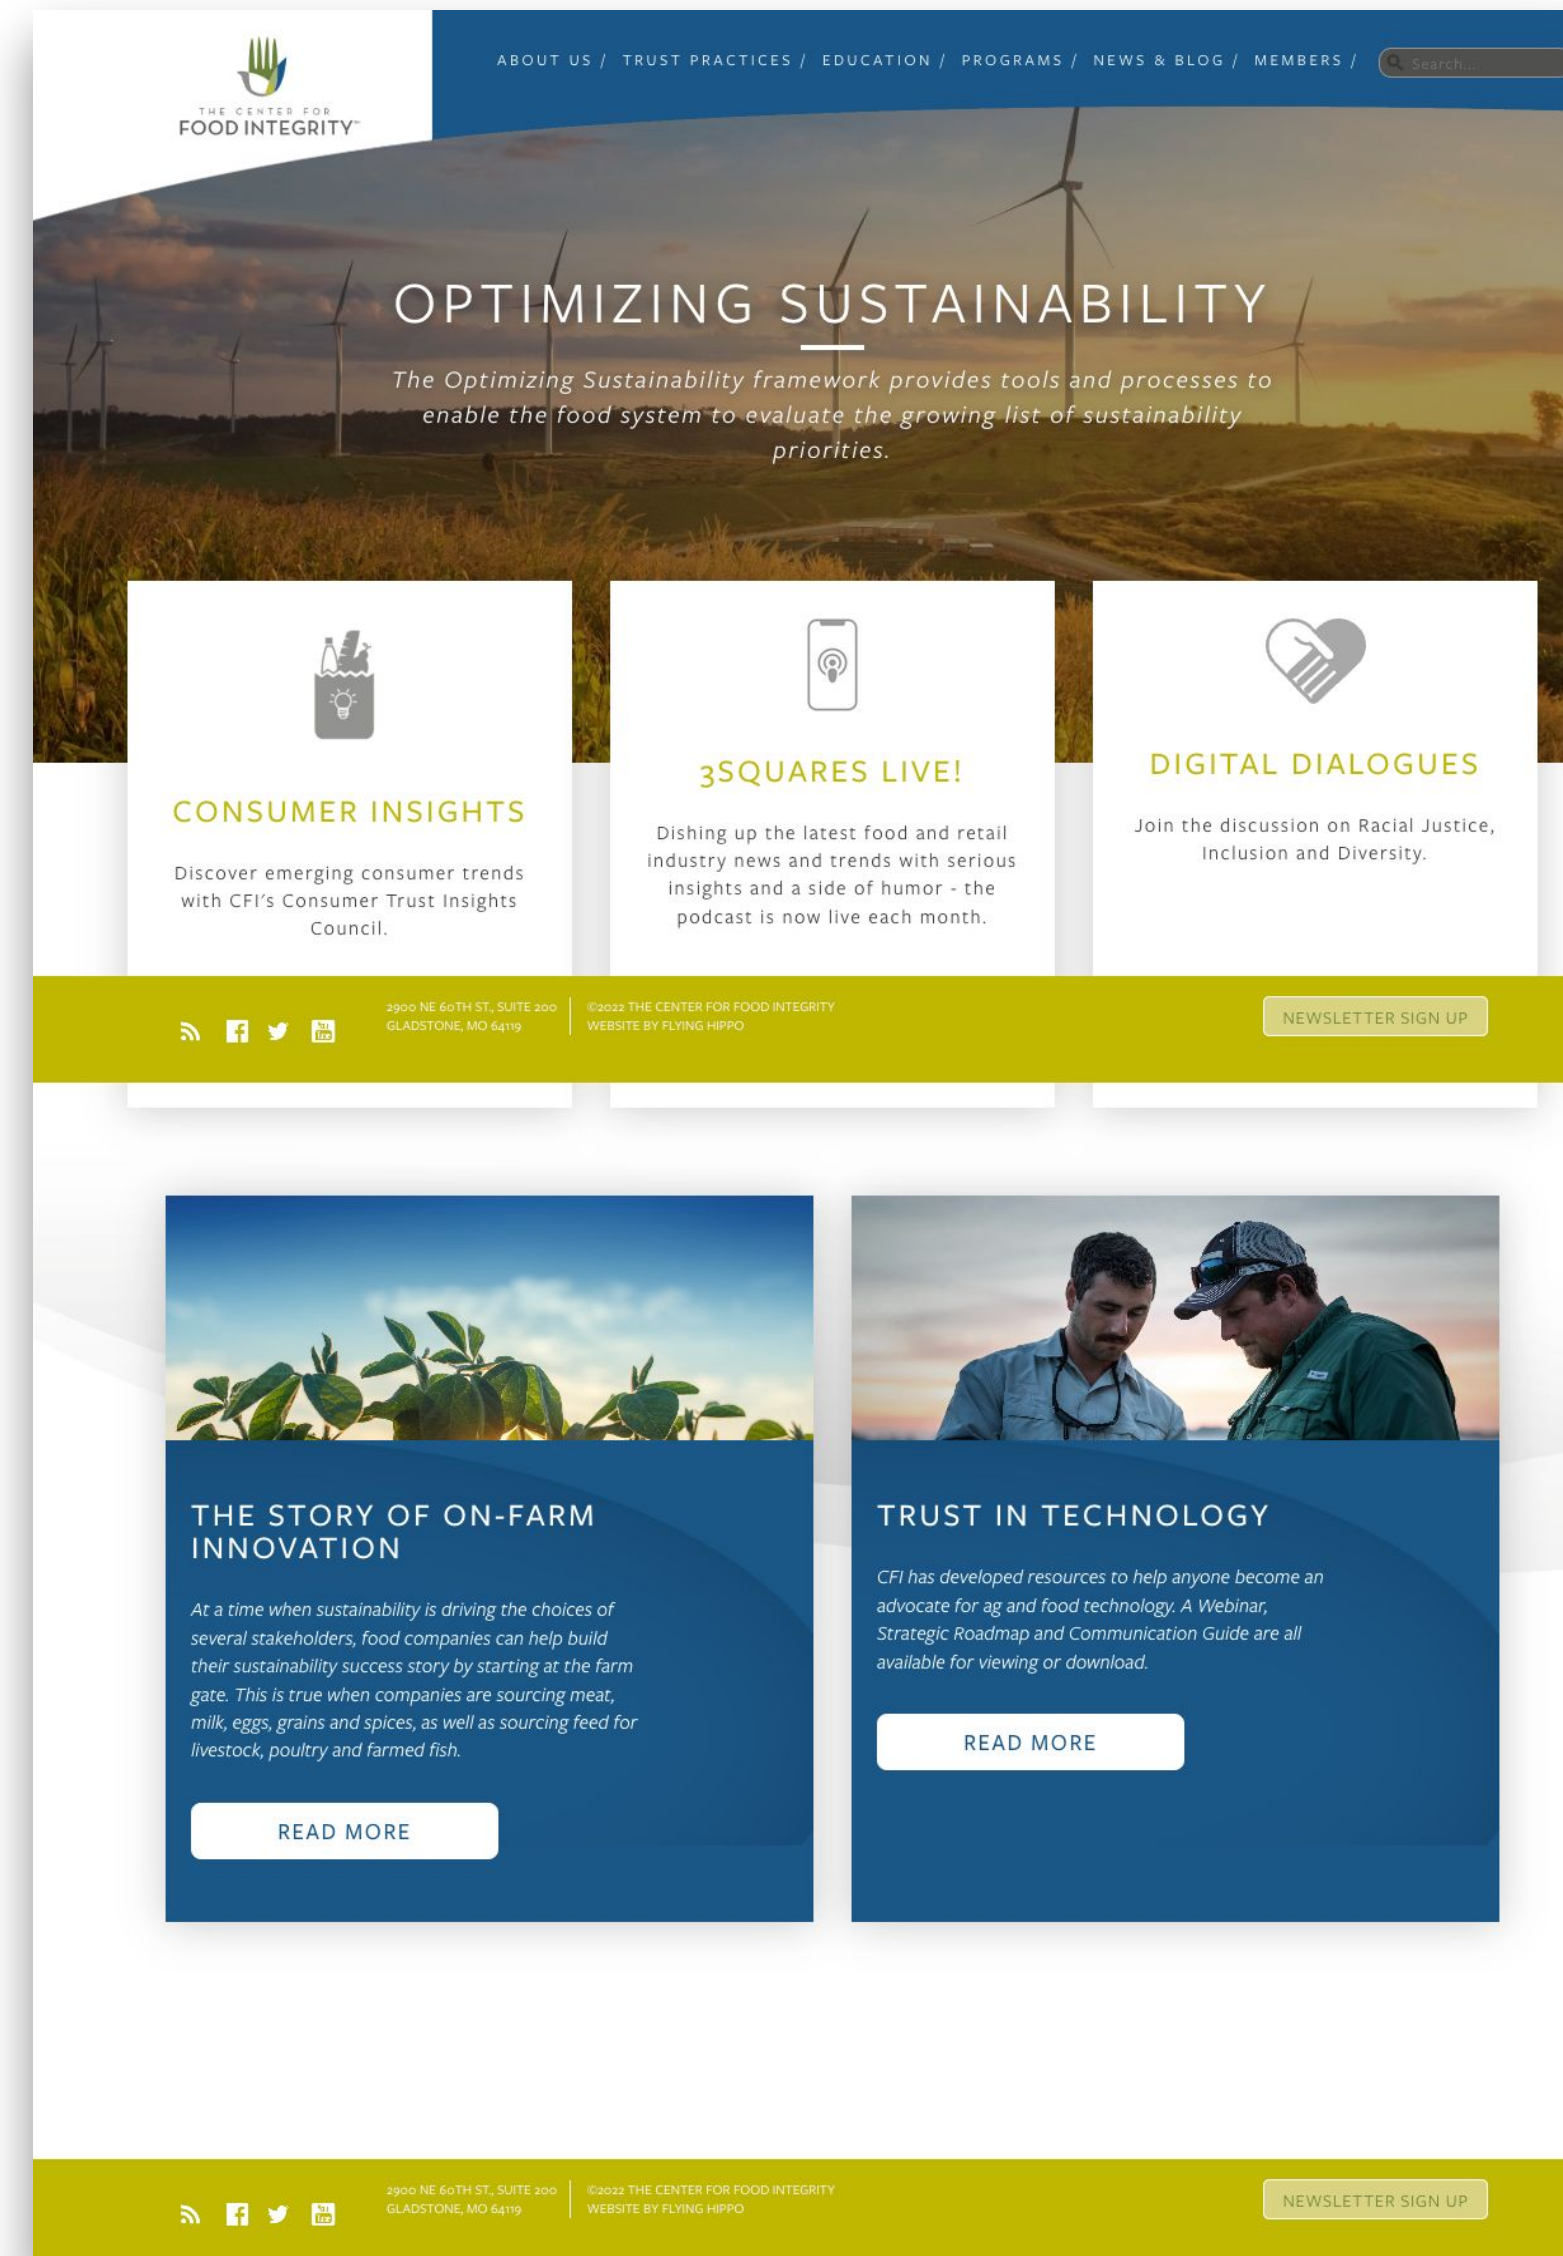 THE CENTER FOR
FOOD INTEGRITY™
ABOUT US / TRUST PRACTICES / EDUCATION / PROGRAMS / NEWS & BLOG / MEMBERS /
Search...
OPTIMIZING SUSTAINABILITY
The Optimizing Sustainability framework provides tools and processes to
enable the food system to evaluate the growing list of sustainability
priorities.
CONSUMER INSIGHTS
Discover emerging consumer trends
with CFI's Consumer Trust Insights
Council.
3SQUARES LIVE!
Dishing up the latest food and retail
industry news and trends with serious
insights and a side of humor - the
podcast is now live each month.
DIGITAL DIALOGUES
Join the discussion on Racial Justice,
Inclusion and Diversity.
You
Tube
2900 NE 60TH ST., SUITE 200
GLADSTONE, MO 64119
©2022 THE CENTER FOR FOOD INTEGRITY
WEBSITE BY FLYING HIPPO
NEWSLETTER SIGN UP
THE STORY OF ON-FARM
INNOVATION
At a time when sustainability is driving the choices of
several stakeholders, food companies can help build
their sustainability success story by starting at the farm
gate. This is true when companies are sourcing meat,
milk, eggs, grains and spices, as well as sourcing feed for
livestock, poultry and farmed fish.
READ MORE
TRUST IN TECHNOLOGY
CFI has developed resources to help anyone become an
advocate for ag and food technology. A Webinar,
Strategic Roadmap and Communication Guide are all
available for viewing or download.
READ MORE
You
Tube
2900 NE 60TH ST., SUITE 200
GLADSTONE, MO 64119
©2022 THE CENTER FOR FOOD INTEGRITY
WEBSITE BY FLYING HIPPO
NEWSLETTER SIGN UP